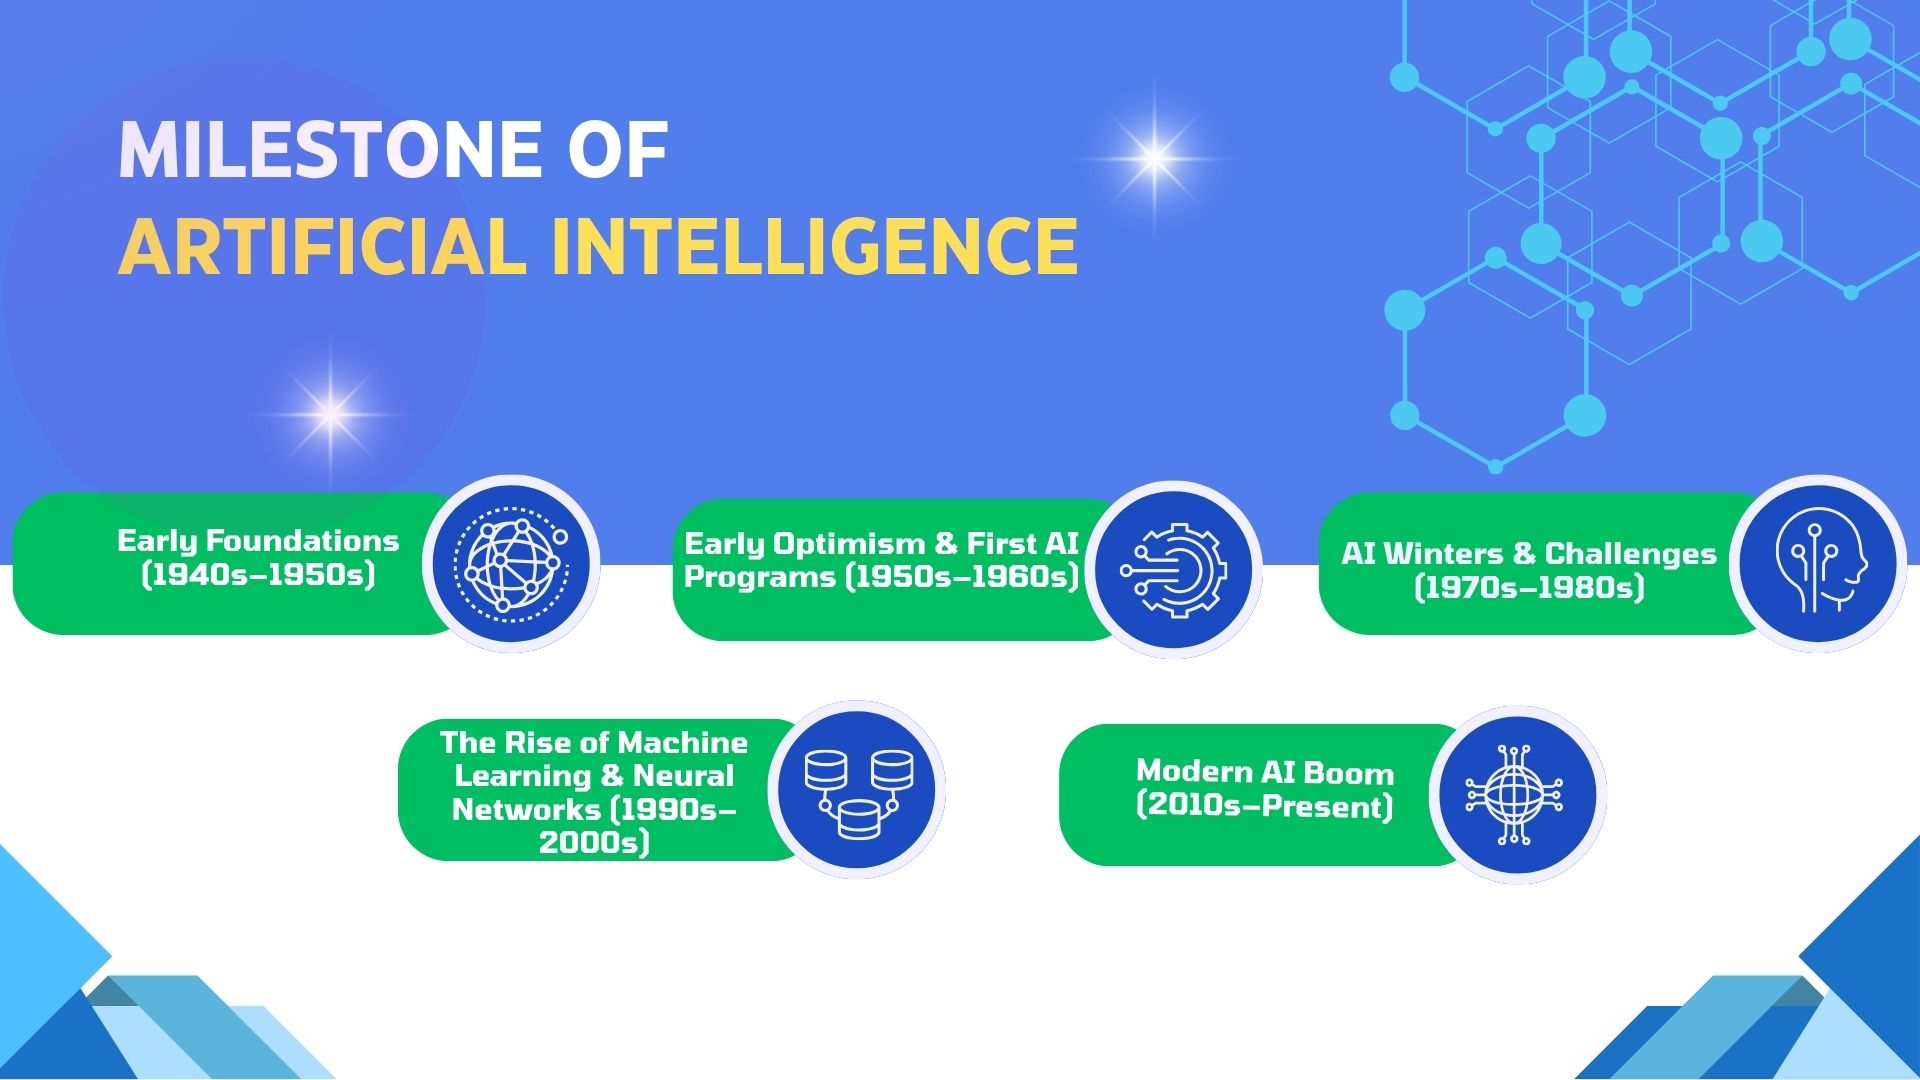 MILESTONE OF
ARTIFICIAL INTELLIGENCE
Early Foundations
(1940s–1950s)
Early Optimism & First AI
Programs (1950s–1960s)
AI Winters & Challenges
(1970s–1980s)
The Rise of Machine
Learning & Neural
Networks (1990s–
2000s)
Modern AI Boom
(2010s–Present)